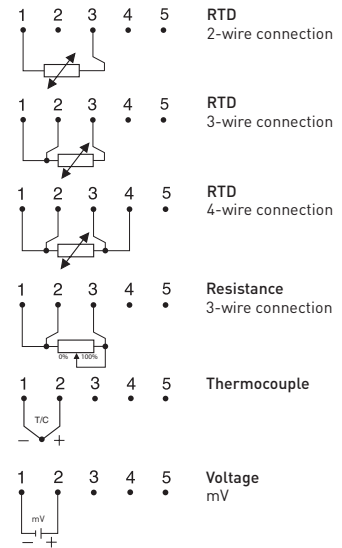 1 2 3 4 5 RTD
2-wire connection
1 2 3 4 5 RTD
3-wire connection
1 2 3 4 5 RTD
4-wire connection
1 2 3 4 5 Resistance
3-wire connection
0% 100%
1 2 3 4 5 Thermocouple
T/C
− +
1 2 3 4 5 Voltage
mV
mV
− +